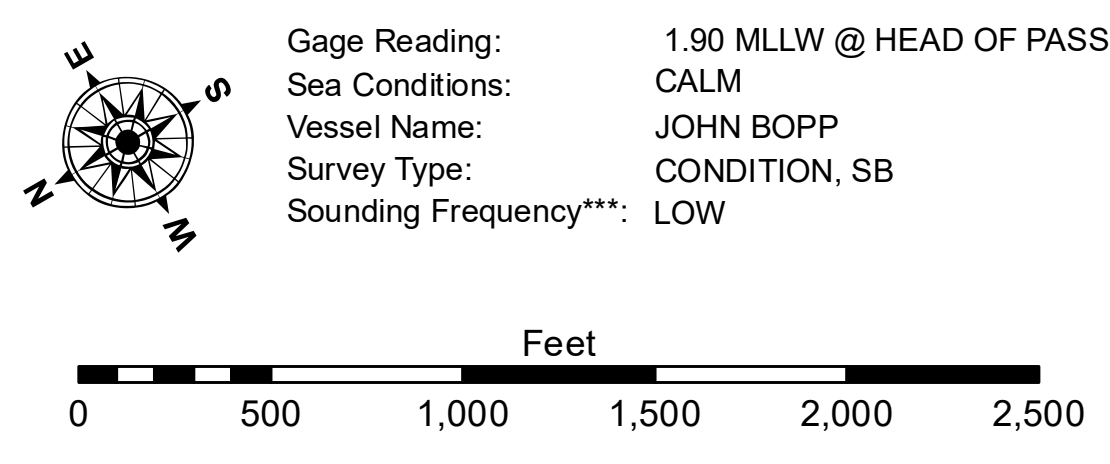 E
S
N
W
Gage Reading: 1.90 MLLW @ HEAD OF PASS
Sea Conditions: CALM
Vessel Name: JOHN BOPP
Survey Type: CONDITION, SB
Sounding Frequency***: LOW
Feet
0 500 1,000 1,500 2,000 2,500